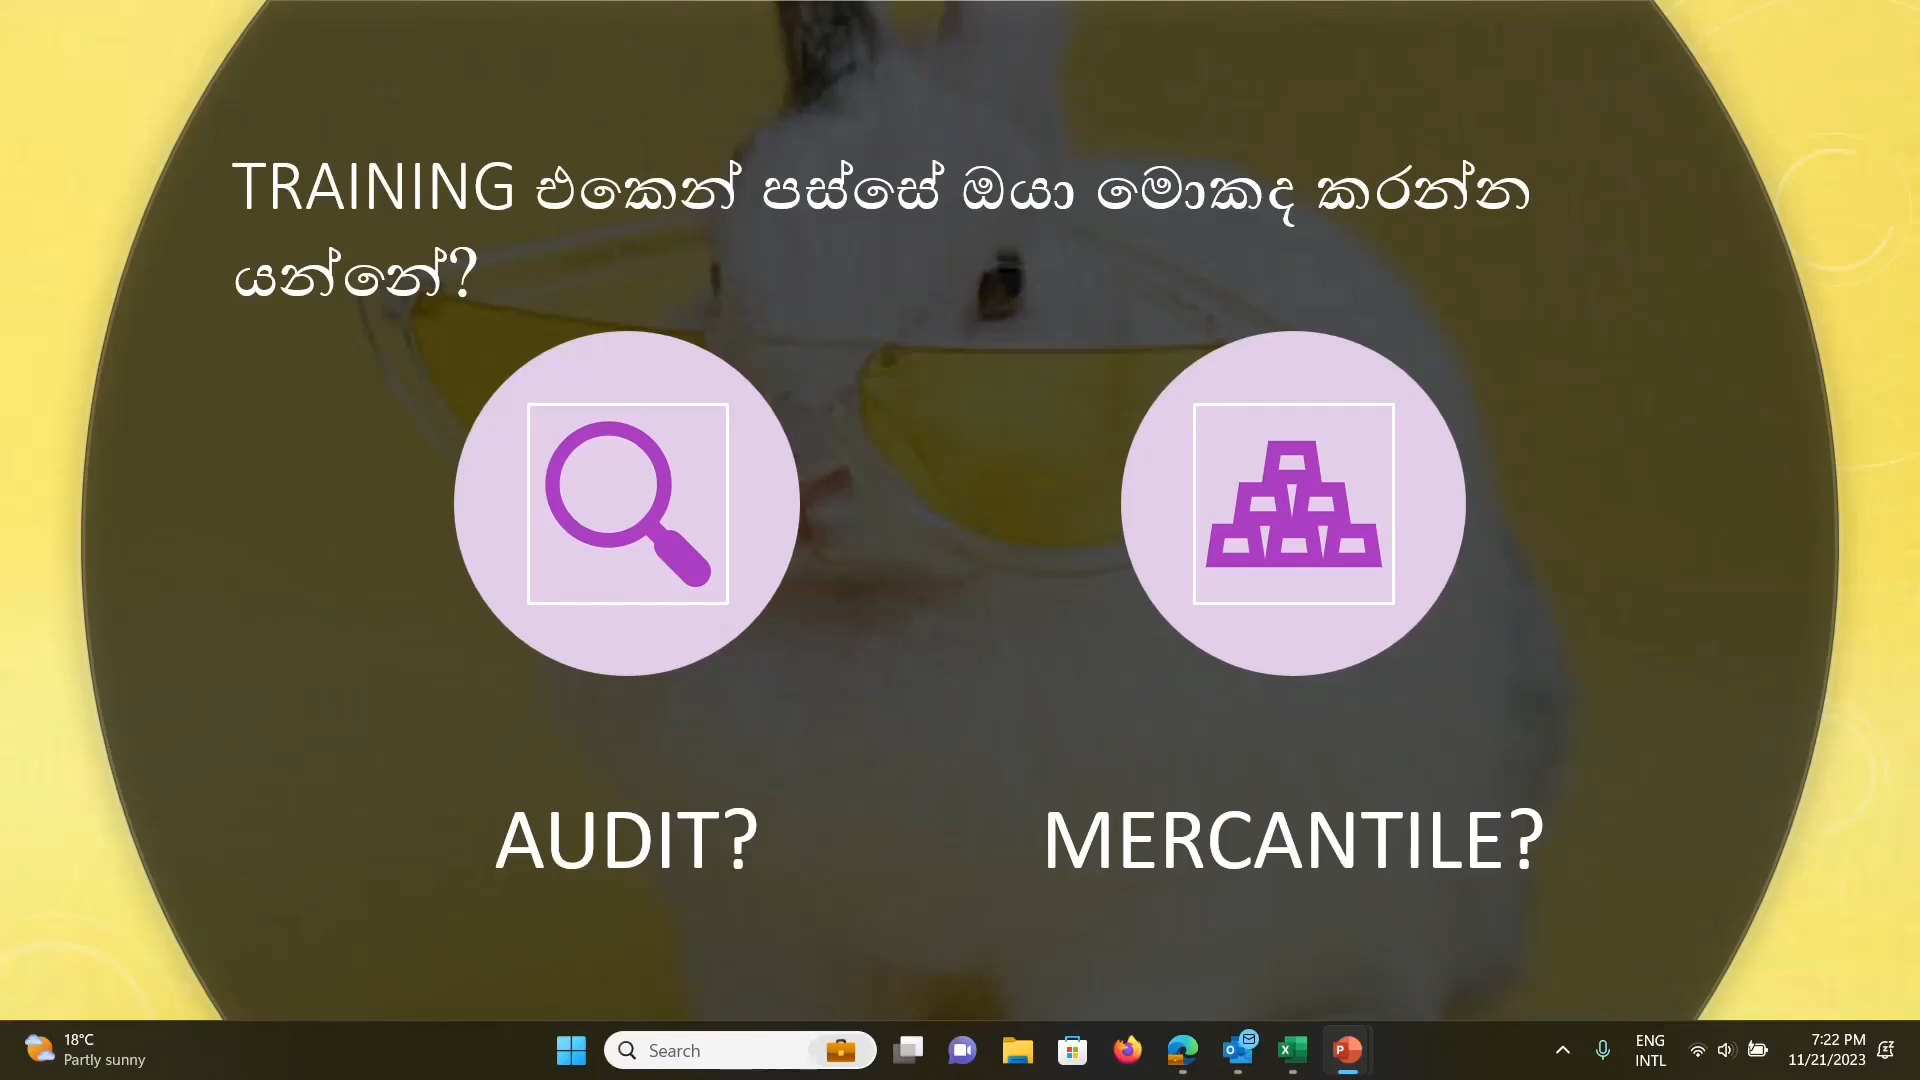 TRAINING එකෙන් පස්සේ ඔයා මොකද කරන්න
යන්නේ?
AUDIT?
MERCANTILE?
18°C
Partly sunny
Search
ENG
INTL
7:22 PM
11/21/2023